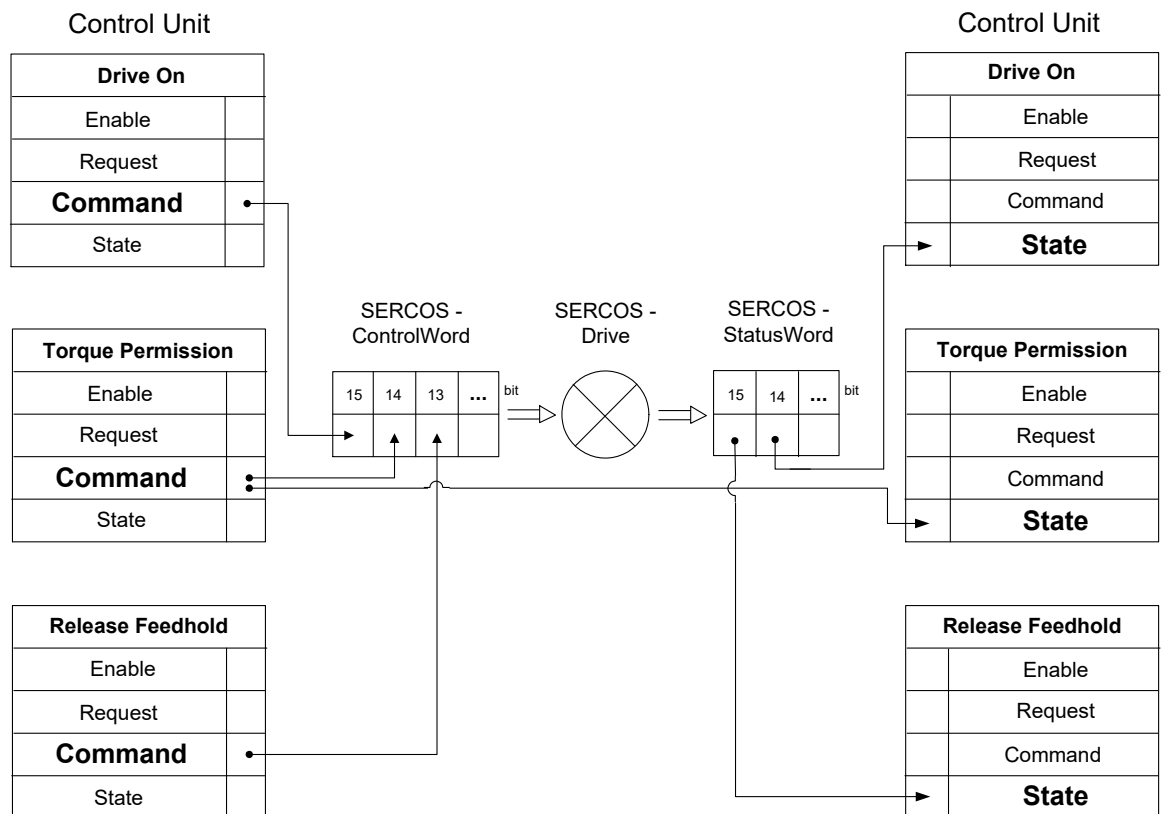 Control Unit
Drive On
Enable
Request
Command
State
Torque Permission
Enable
Request
Command
State
Release Feedhold
Enable
Request
Command
State
SERCOS -
ControlWord
15 14 13 ... bit
SERCOS -
Drive
SERCOS -
StatusWord
15 14 ... bit
Control Unit
Drive On
Enable
Request
Command
State
Torque Permission
Enable
Request
Command
State
Release Feedhold
Enable
Request
Command
State